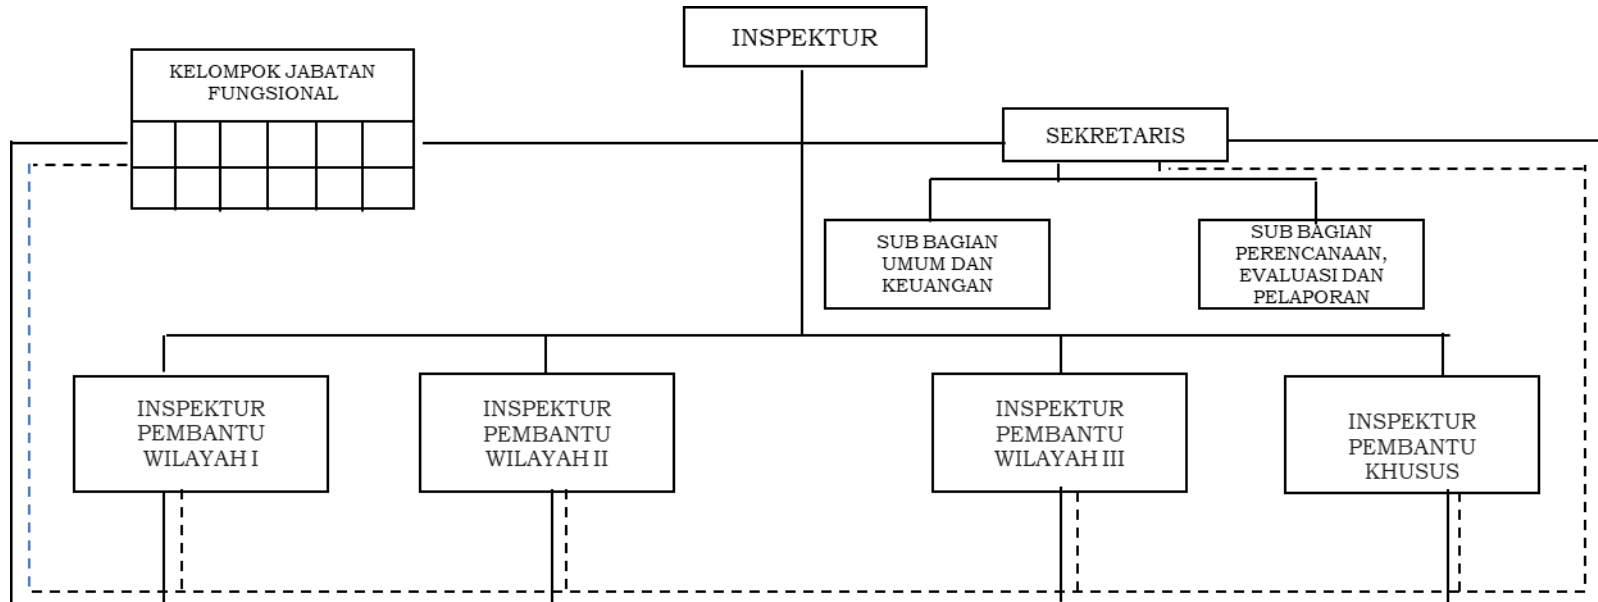 INSPEKTUR
KELOMPOK JABATAN
FUNGSIONAL
SEKRETARIS
SUB BAGIAN
UMUM DAN
KEUANGAN
SUB BAGIAN
PERENCANAAN,
EVALUASI DAN
PELAPORAN
INSPEKTUR
PEMBANTU
WILAYAH I
INSPEKTUR
PEMBANTU
WILAYAH II
INSPEKTUR
PEMBANTU
WILAYAH III
INSPEKTUR
PEMBANTU
KHUSUS